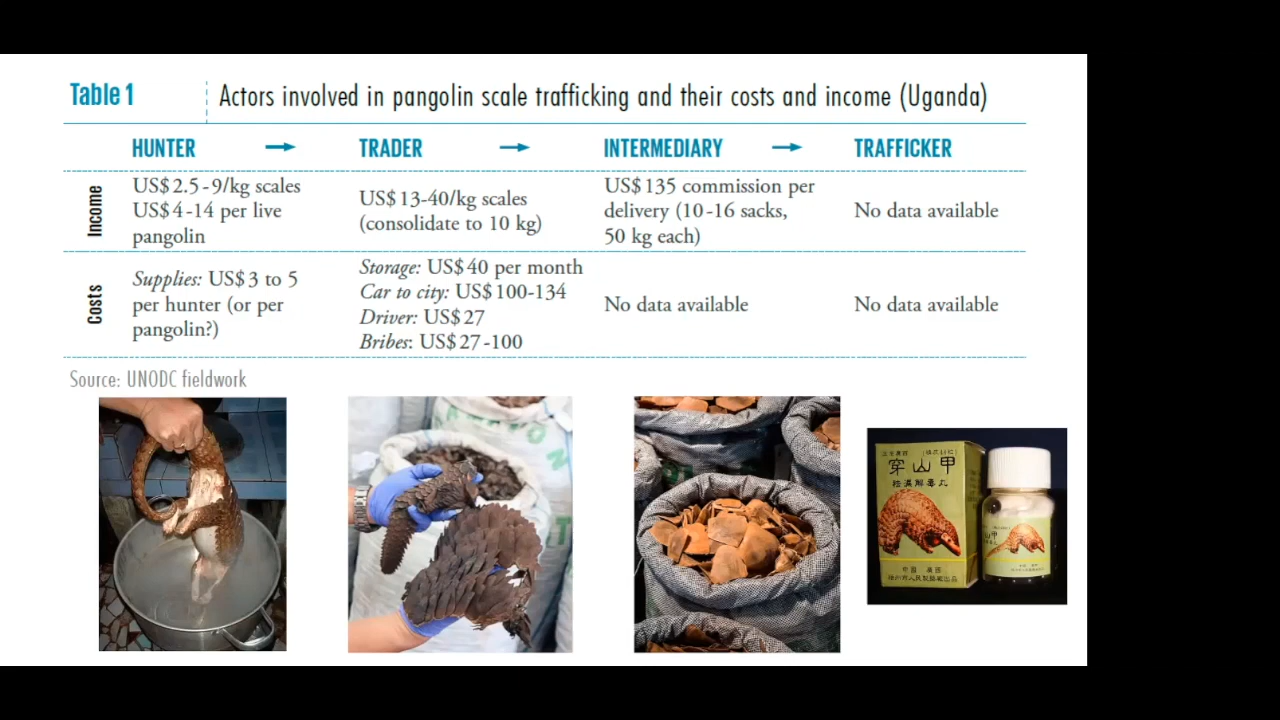 Table 1
Actors involved in pangolin scale trafficking and their costs and income (Uganda)
HUNTER → TRADER → INTERMEDIARY → TRAFFICKER
Income
US$2.5-9/kg scales
US$4-14 per live
pangolin
US$13-40/kg scales
(consolidate to 10 kg)
US$135 commission per
delivery (10-16 sacks,
50 kg each)
No data available
Costs
Supplies: US$3 to 5
per hunter (or per
pangolin?)
Storage: US$40 per month
Car to city: US$100-134
Driver: US$27
Bribes: US$27-100
No data available
No data available
Source: UNODC fieldwork
穿山甲
中國 廣西